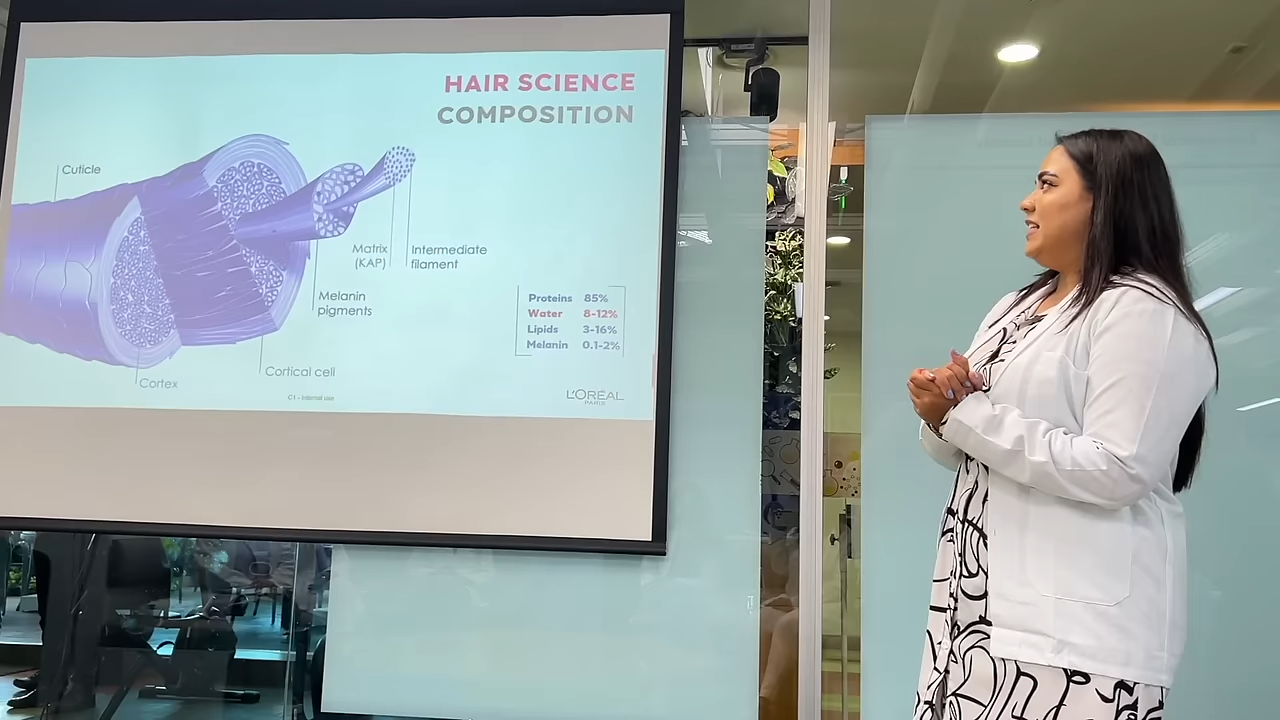 HAIR SCIENCE
COMPOSITION
Cuticle
Matrix
(KAP)
Intermediate
filament
Melanin
pigments
Cortical cell
Cortex
Proteins 85%
Water 8-12%
Lipids 3-16%
Melanin 0.1-2%
C1 - Internal use
L'ORÉAL
PARIS